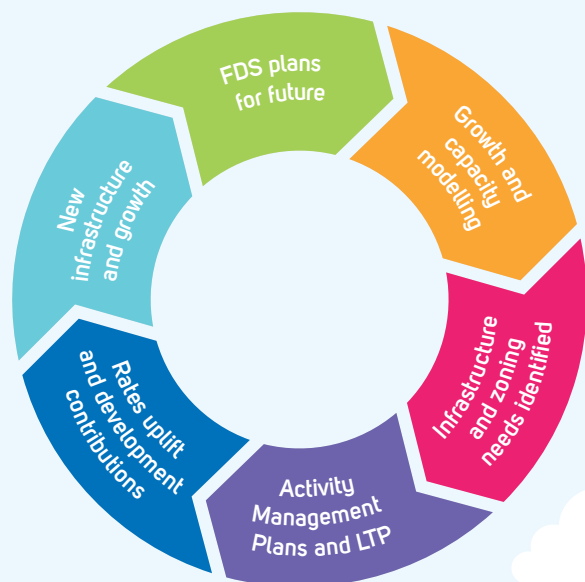 FDS plans
for future
Growth and
capacity
modelling
Infrastructure
and zoning
needs identified
Activity
Management
Plans and LTP
Rates uplift
and development
contributions
New
infrastructure
and growth